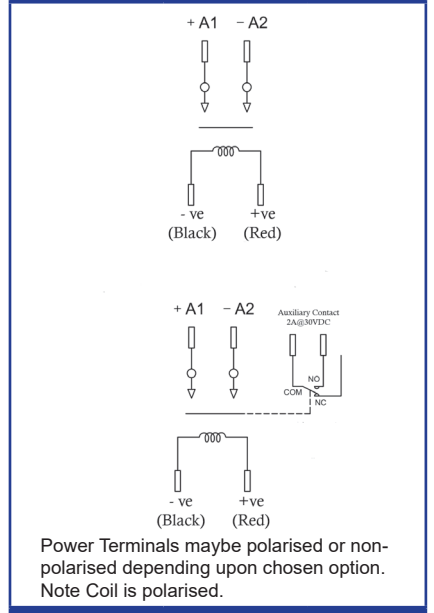 + A1 − A2
- ve +ve
(Black) (Red)
+ A1 − A2
Auxiliary Contact
2A@30VDC
NO
COM
NC
- ve +ve
(Black) (Red)
Power Terminals maybe polarised or non-
polarised depending upon chosen option.
Note Coil is polarised.